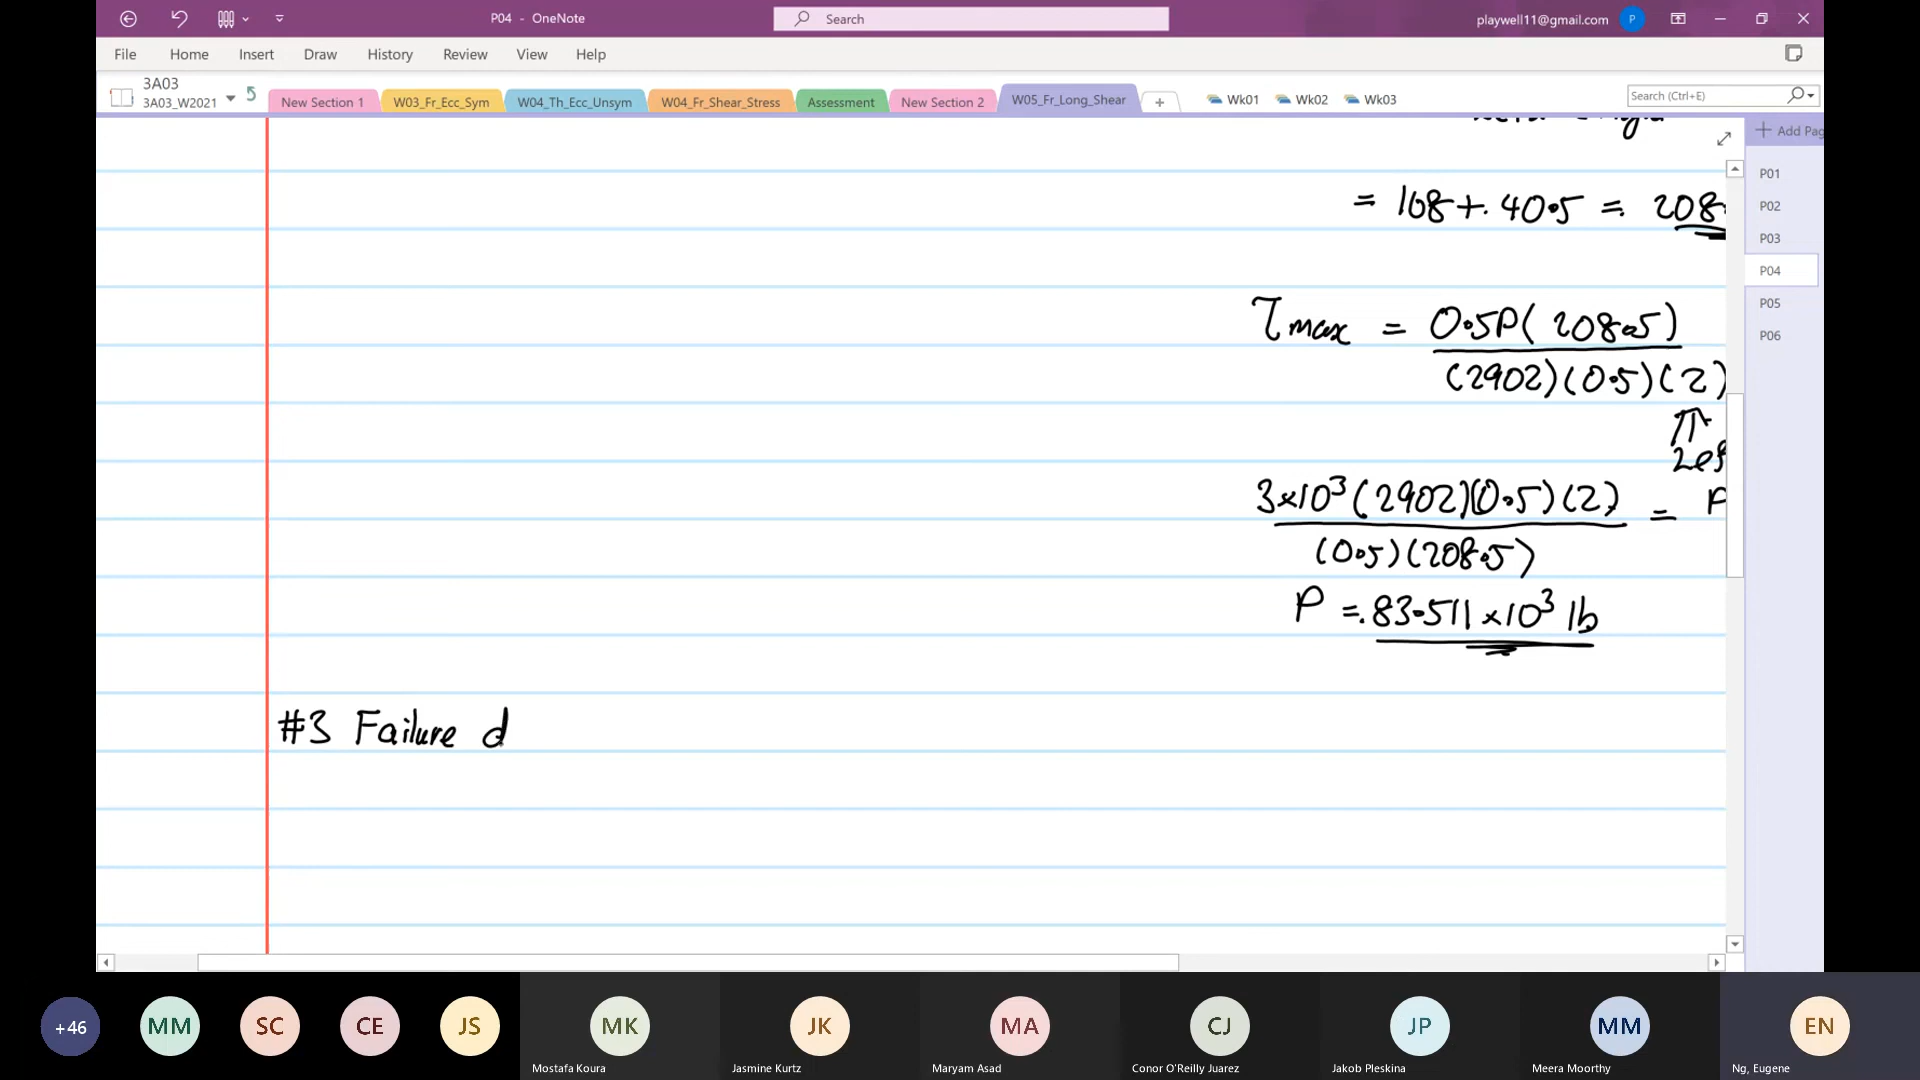 P04 - OneNote
Search
playwell11@gmail.com
P
File
Home
Insert
Draw
History
Review
View
Help
3A03
3A03_W2021
New Section 1
W03_Fr_Ecc_Sym
W04_Th_Ecc_Unsym
W04_Fr_Shear_Stress
Assessment
New Section 2
W05_Fr_Long_Shear
+
Wk01
Wk02
Wk03
Search (Ctrl+E)
Add Pag
P01
P02
P03
P04
P05
P06
= 168 + 40.5 = 208
τmax = 0.5P(208.5)
(2902)(0.5)(2)
3×10³(2902)(0.5)(2) = P
(0.5)(208.5)
P = 83.511×10³ lb
#3 Failure d
+46
MM
SC
CE
JS
MK
Mostafa Koura
JK
Jasmine Kurtz
MA
Maryam Asad
CJ
Conor O'Reilly Juarez
JP
Jakob Pleskina
MM
Meera Moorthy
EN
Ng, Eugene